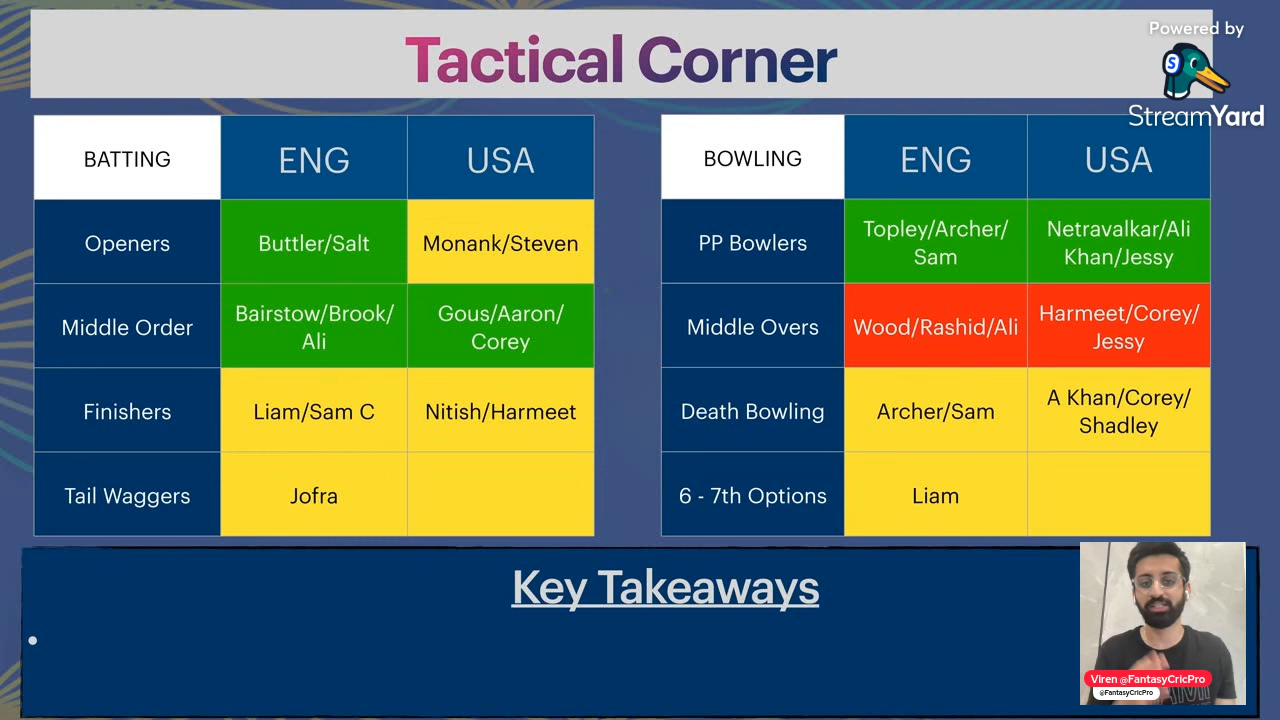 Tactical Corner
Powered by
StreamYard
BATTING ENG USA
Openers Buttler/Salt Monank/Steven
Middle Order Bairstow/Brook/
Ali Gous/Aaron/
Corey
Finishers Liam/Sam C Nitish/Harmeet
Tail Waggers Jofra
BOWLING ENG USA
PP Bowlers Topley/Archer/
Sam Netravalkar/Ali
Khan/Jessy
Middle Overs Wood/Rashid/Ali Harmeet/Corey/
Jessy
Death Bowling Archer/Sam A Khan/Corey/
Shadley
6 - 7th Options Liam
Key Takeaways
Viren @FantasyCricPro
@FantasyCricPro